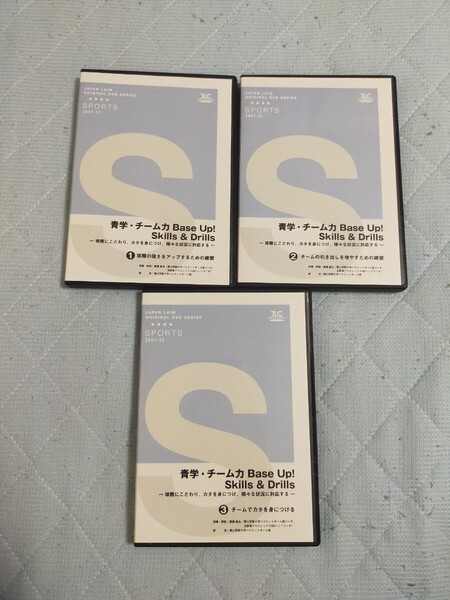 JAPAN LAIM
ORIGINAL DVD SERIES
JLC
SPORTS
青学・チーム力 Base Up!
Skills & Drills
― 球際にこだわり、カタを身につけ、様々な状況に対応する ―
1 球際の強さをアップするための練習
JAPAN LAIM
ORIGINAL DVD SERIES
JLC
SPORTS
青学・チーム力 Base Up!
Skills & Drills
― 球際にこだわり、カタを身につけ、様々な状況に対応する ―
2 チームの引き出しを増やすための練習
JAPAN LAIM
ORIGINAL DVD SERIES
JLC
SPORTS
青学・チーム力 Base Up!
Skills & Drills
― 球際にこだわり、カタを身につけ、様々な状況に対応する ―
3 チームでカタを身につける